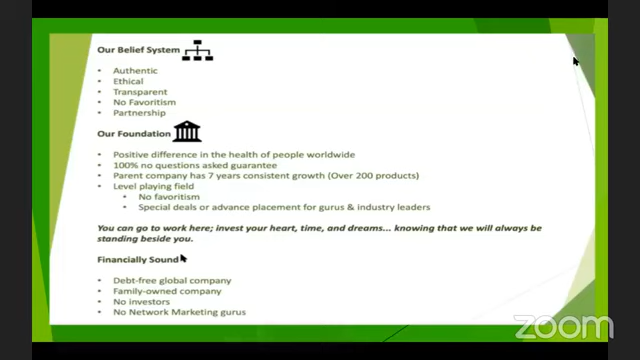 Our Belief System
• Authentic
• Ethical
• Transparent
• No Favoritism
• Partnership
Our Foundation
• Positive difference in the health of people worldwide
• 100% no questions asked guarantee
• Parent company has 7 years consistent growth (Over 200 products)
• Level playing field
• No favoritism
• Special deals or advance placement for gurus & industry leaders
You can go to work here; invest your heart, time, and dreams... knowing that we will always be
standing beside you.
Financially Sound
• Debt-free global company
• Family-owned company
• No investors
• No Network Marketing gurus
zoom